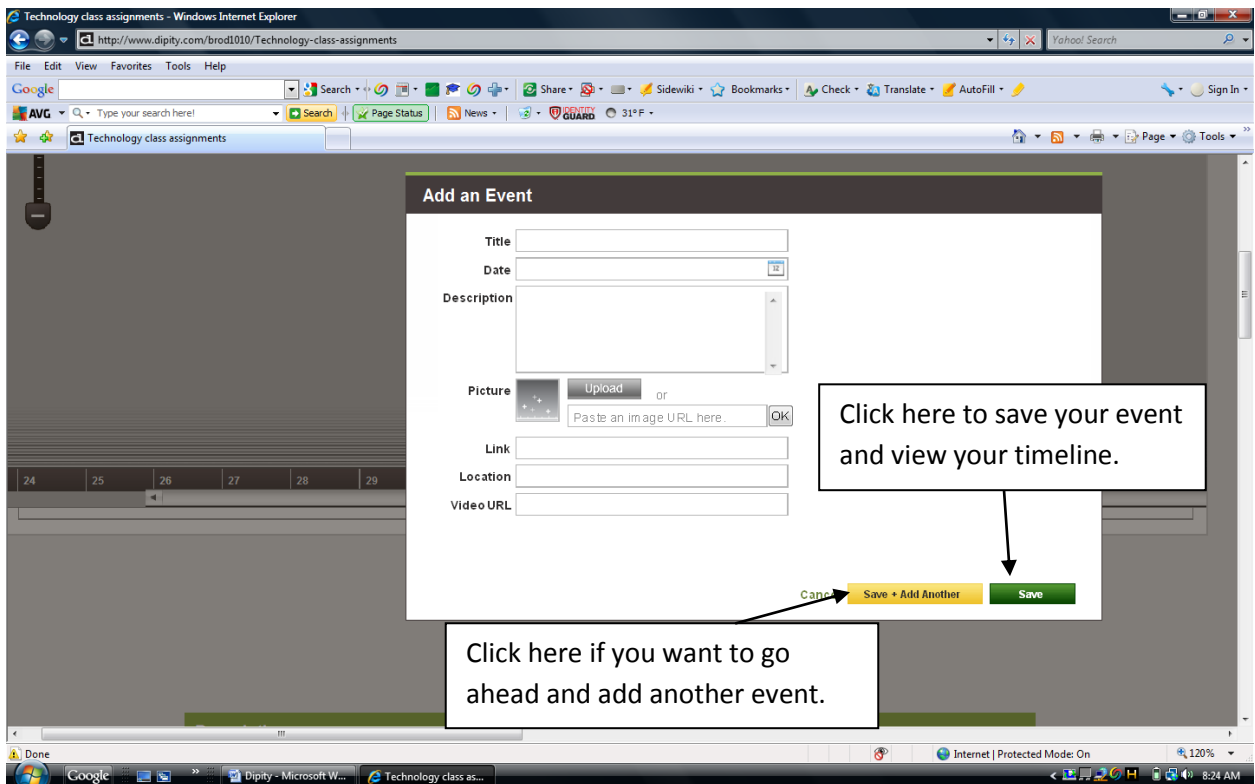 Technology class assignments - Windows Internet Explorer
http://www.dipity.com/brod1010/Technology-class-assignments
Yahoo! Search
File Edit View Favorites Tools Help
Google Search Share Sidewiki Bookmarks Check Translate AutoFill Sign In
AVG Type your search here! Search Page Status News IDENTITY GUARD 31°F
Technology class assignments Page Tools
Add an Event
Title
Date 12
Description
Picture Upload or
Paste an image URL here. OK
Click here to save your event
and view your timeline.
Link
24 25 26 27 28 29 Location
Video URL
Save + Add Another Save
Click here if you want to go
ahead and add another event.
Done Internet | Protected Mode: On 120%
Google Dipity - Microsoft W... Technology class as... 8:24 AM